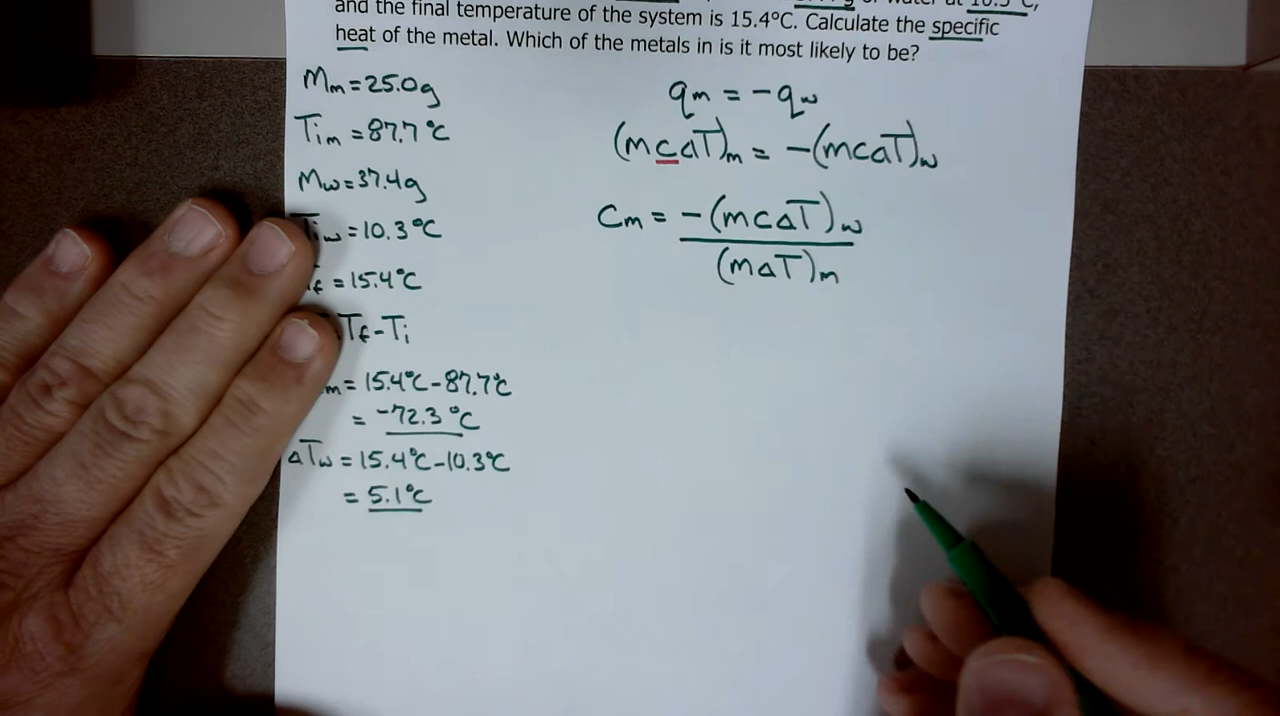 and the final temperature of the system is 15.4°C. Calculate the specific
heat of the metal. Which of the metals in is it most likely to be?
Mm = 25.0g
Tim = 87.7°C
Mw = 37.4g
Tiw = 10.3°C
= 15.4°C
Tf - Ti
m = 15.4°C - 87.7°C
= -72.3°C
ΔTw = 15.4°C - 10.3°C
= 5.1°C
qm = -qw
(mcΔT)m = -(mcΔT)w
Cm = -(mcΔT)w
(mΔT)m